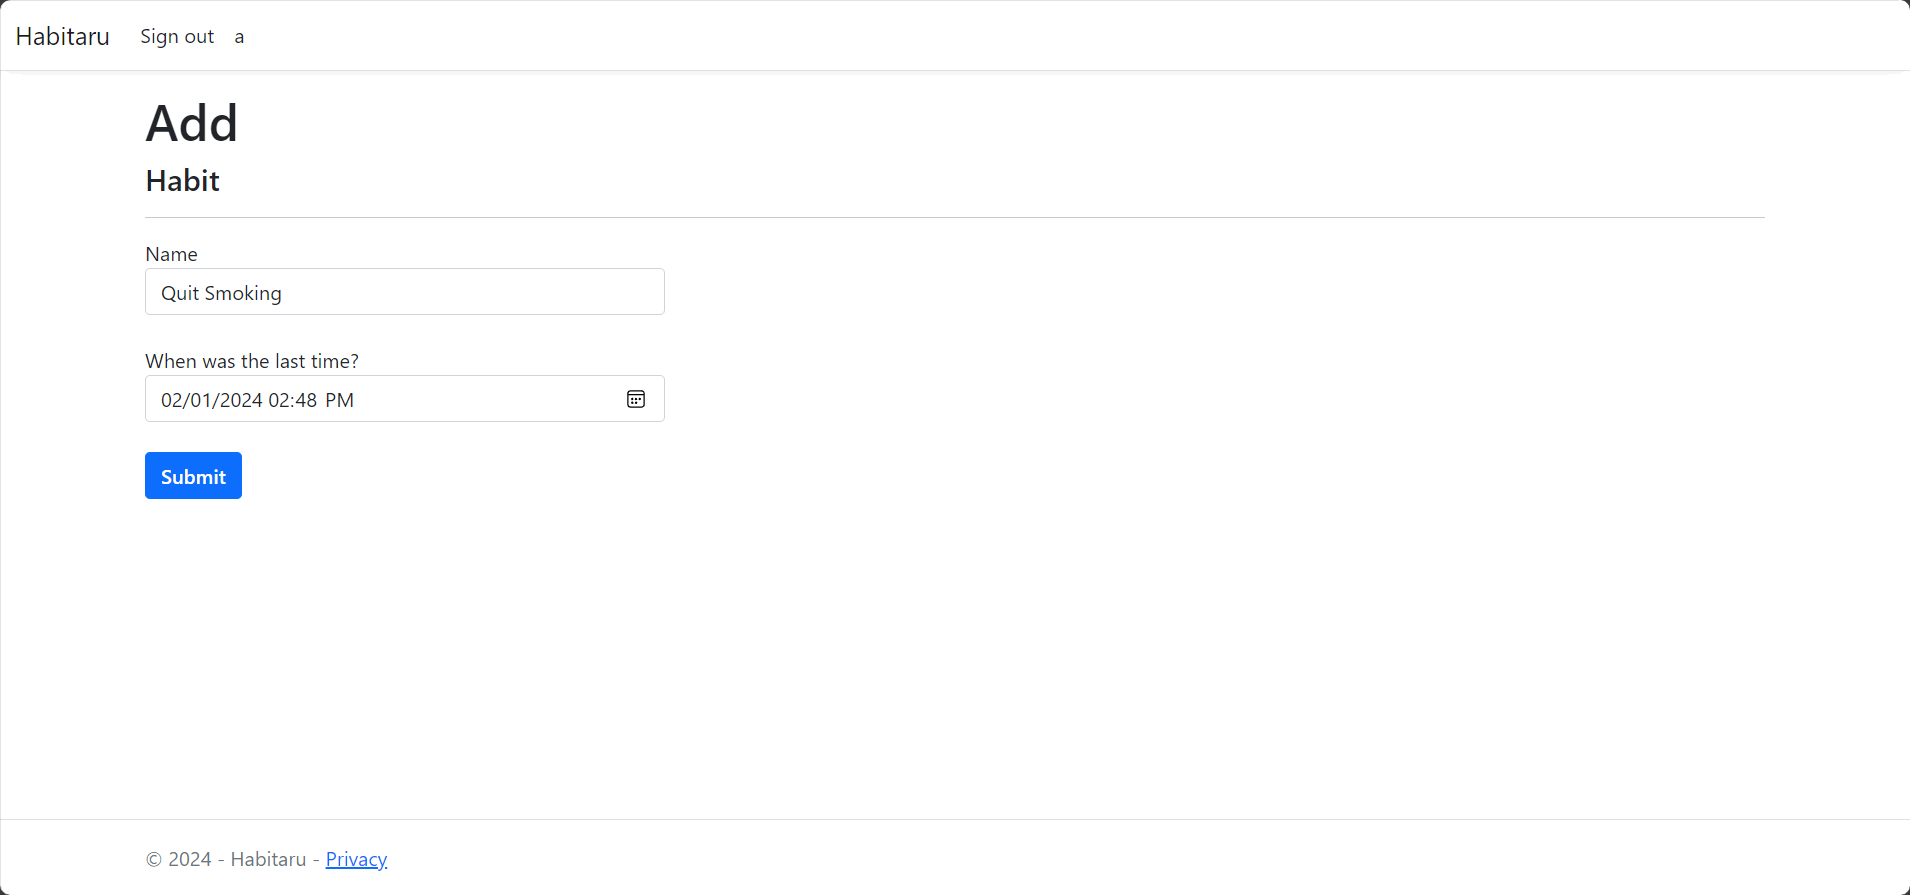 Habitaru Sign out a
Add
Habit
Name
Quit Smoking
When was the last time?
02/01/2024 02:48 PM
Submit
© 2024 - Habitaru - Privacy